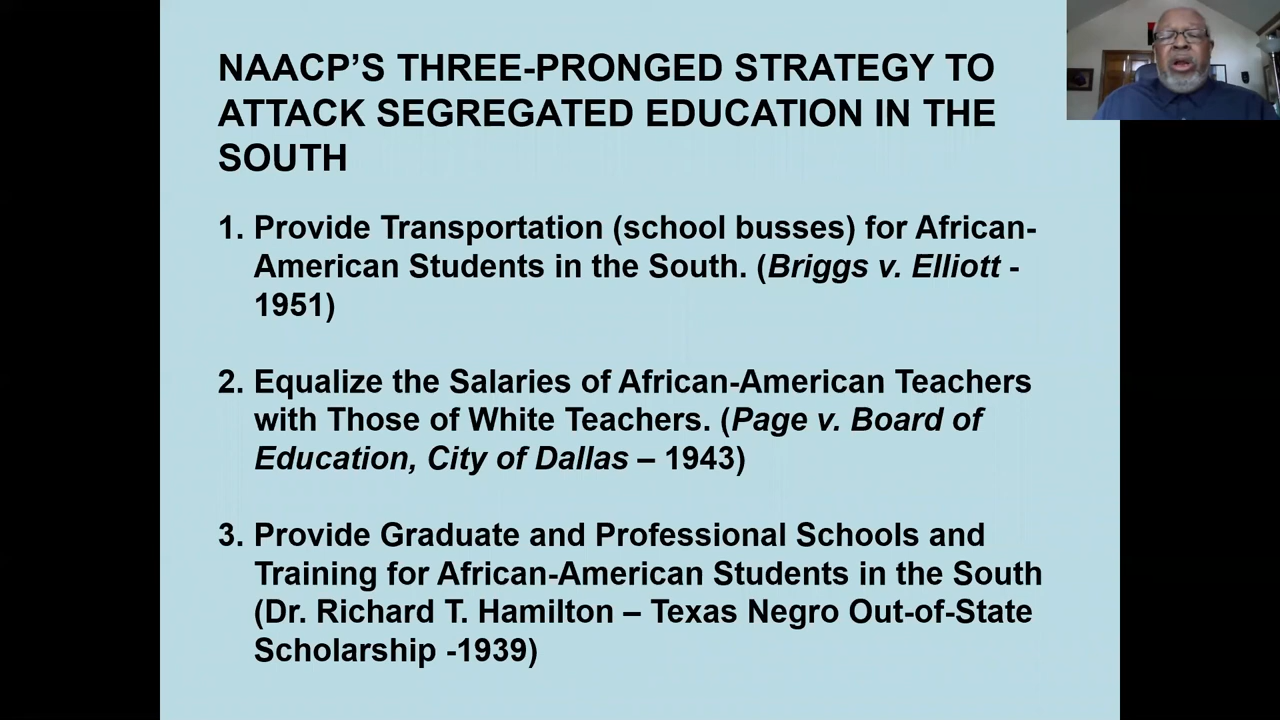 NAACP’S THREE-PRONGED STRATEGY TO
ATTACK SEGREGATED EDUCATION IN THE
SOUTH
1. Provide Transportation (school busses) for African-
American Students in the South. (Briggs v. Elliott -
1951)
2. Equalize the Salaries of African-American Teachers
with Those of White Teachers. (Page v. Board of
Education, City of Dallas – 1943)
3. Provide Graduate and Professional Schools and
Training for African-American Students in the South
(Dr. Richard T. Hamilton – Texas Negro Out-of-State
Scholarship -1939)